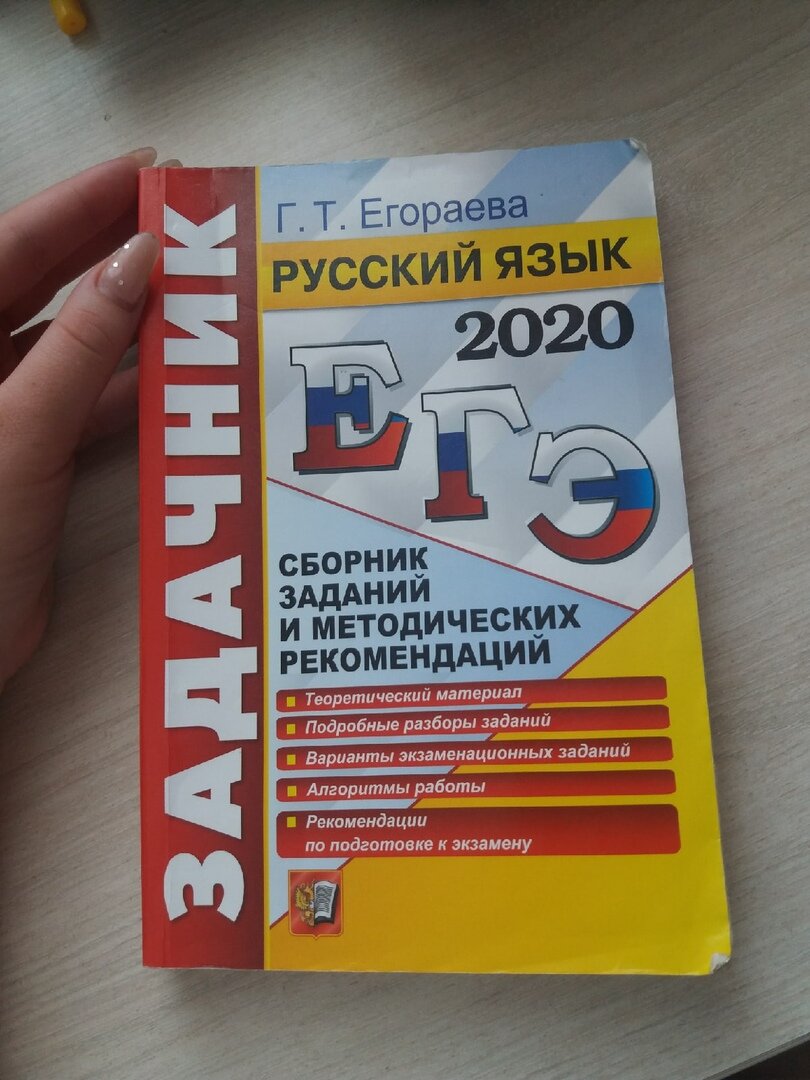 ЗАДАЧНИК
Г. Т. Егораева
РУССКИЙ ЯЗЫК
2020
ЕГЭ
СБОРНИК
ЗАДАНИЙ
И МЕТОДИЧЕСКИХ
РЕКОМЕНДАЦИЙ
Теоретический материал
Подробные разборы заданий
Варианты экзаменационных заданий
Алгоритмы работы
Рекомендации
по подготовке к экзамену